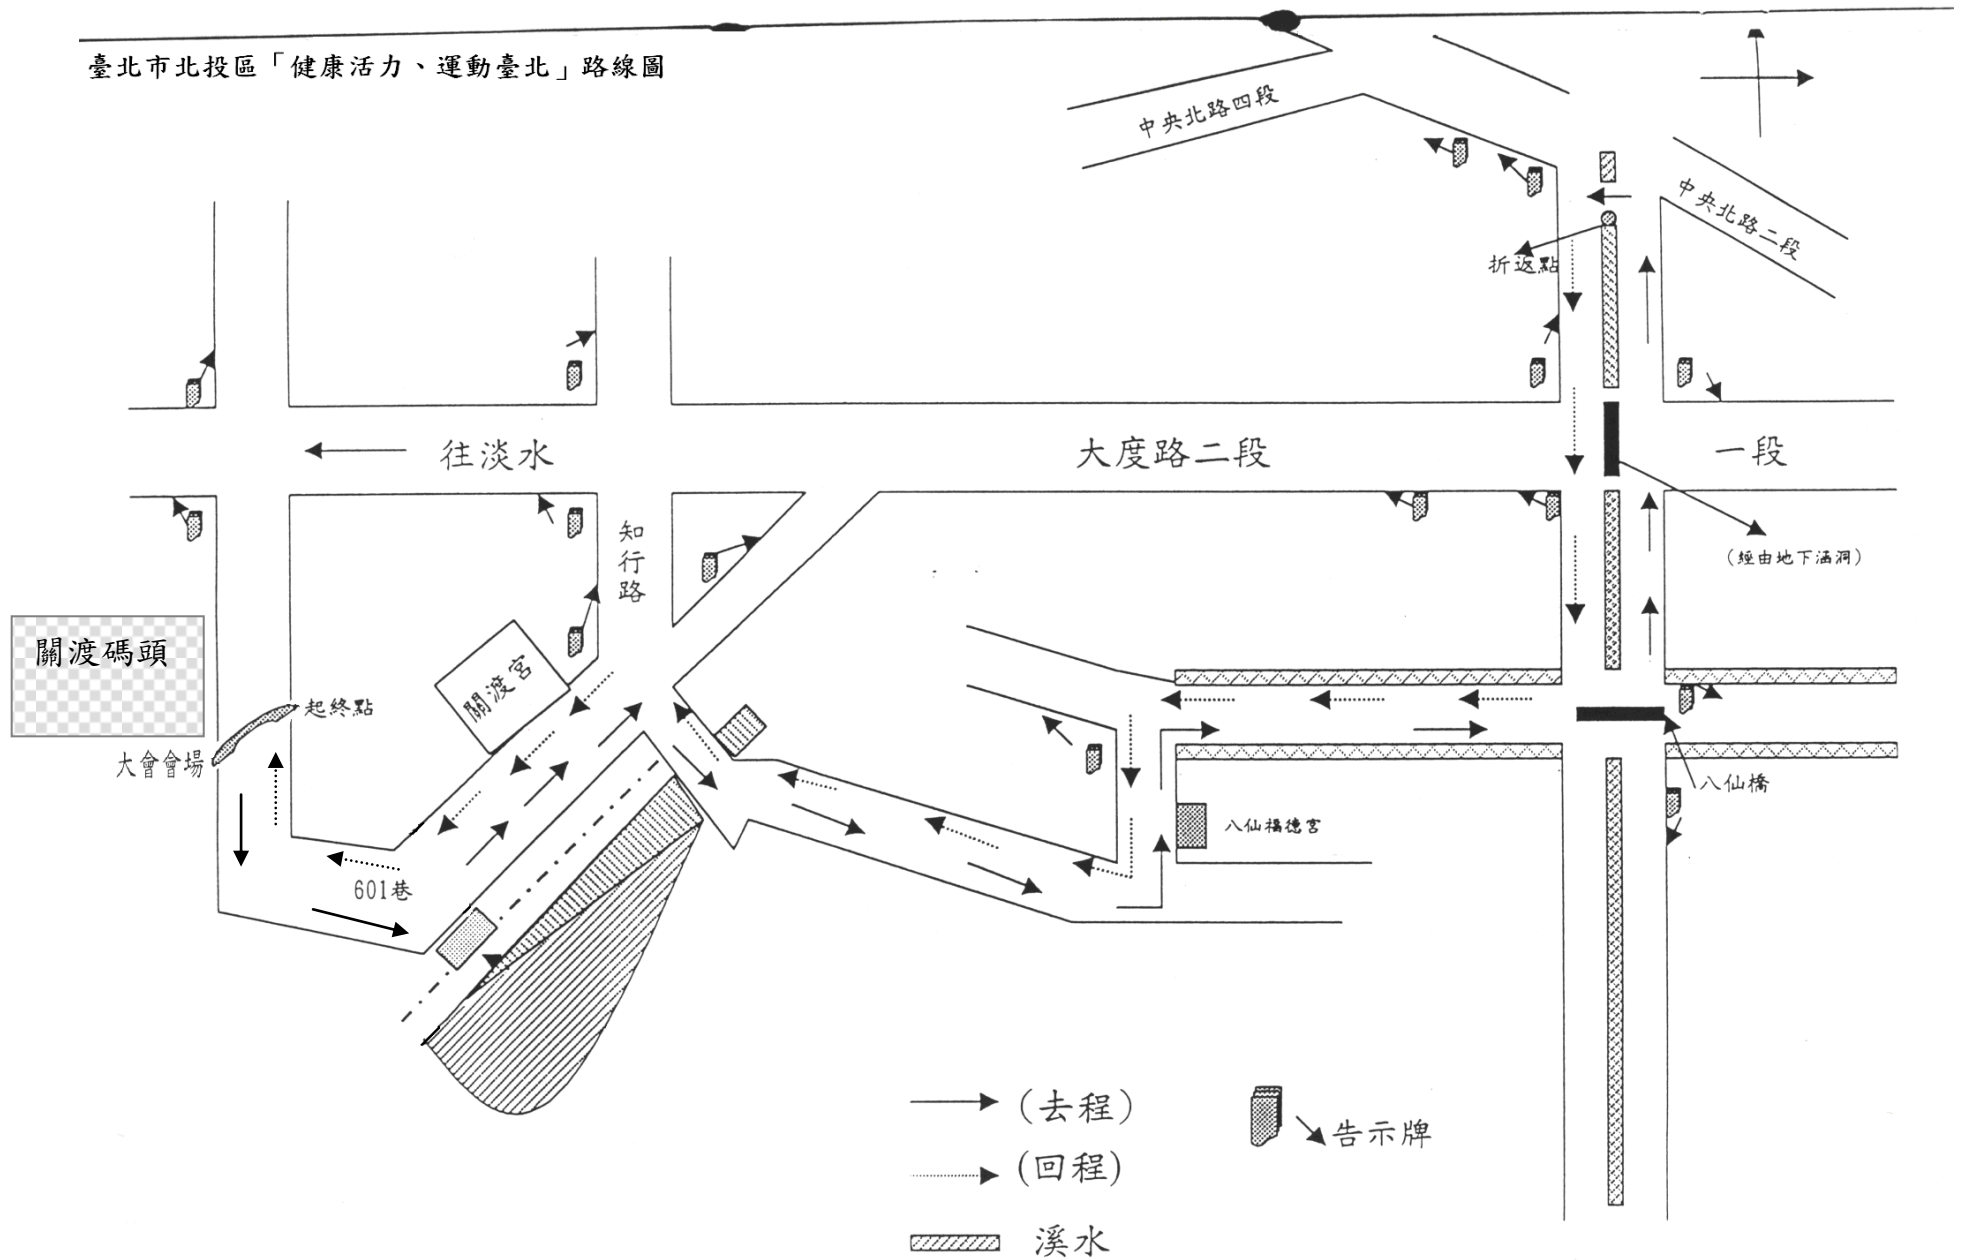 臺北市北投區「健康活力、運動臺北」路線圖
中央北路四段
中央北路二段
折返點
往淡水
大度路二段
一段
知行路
(經由地下涵洞)
關渡碼頭
關渡宮
起終點
大會會場
八仙橋
八仙福德宮
601巷
(去程)
告示牌
(回程)
溪水